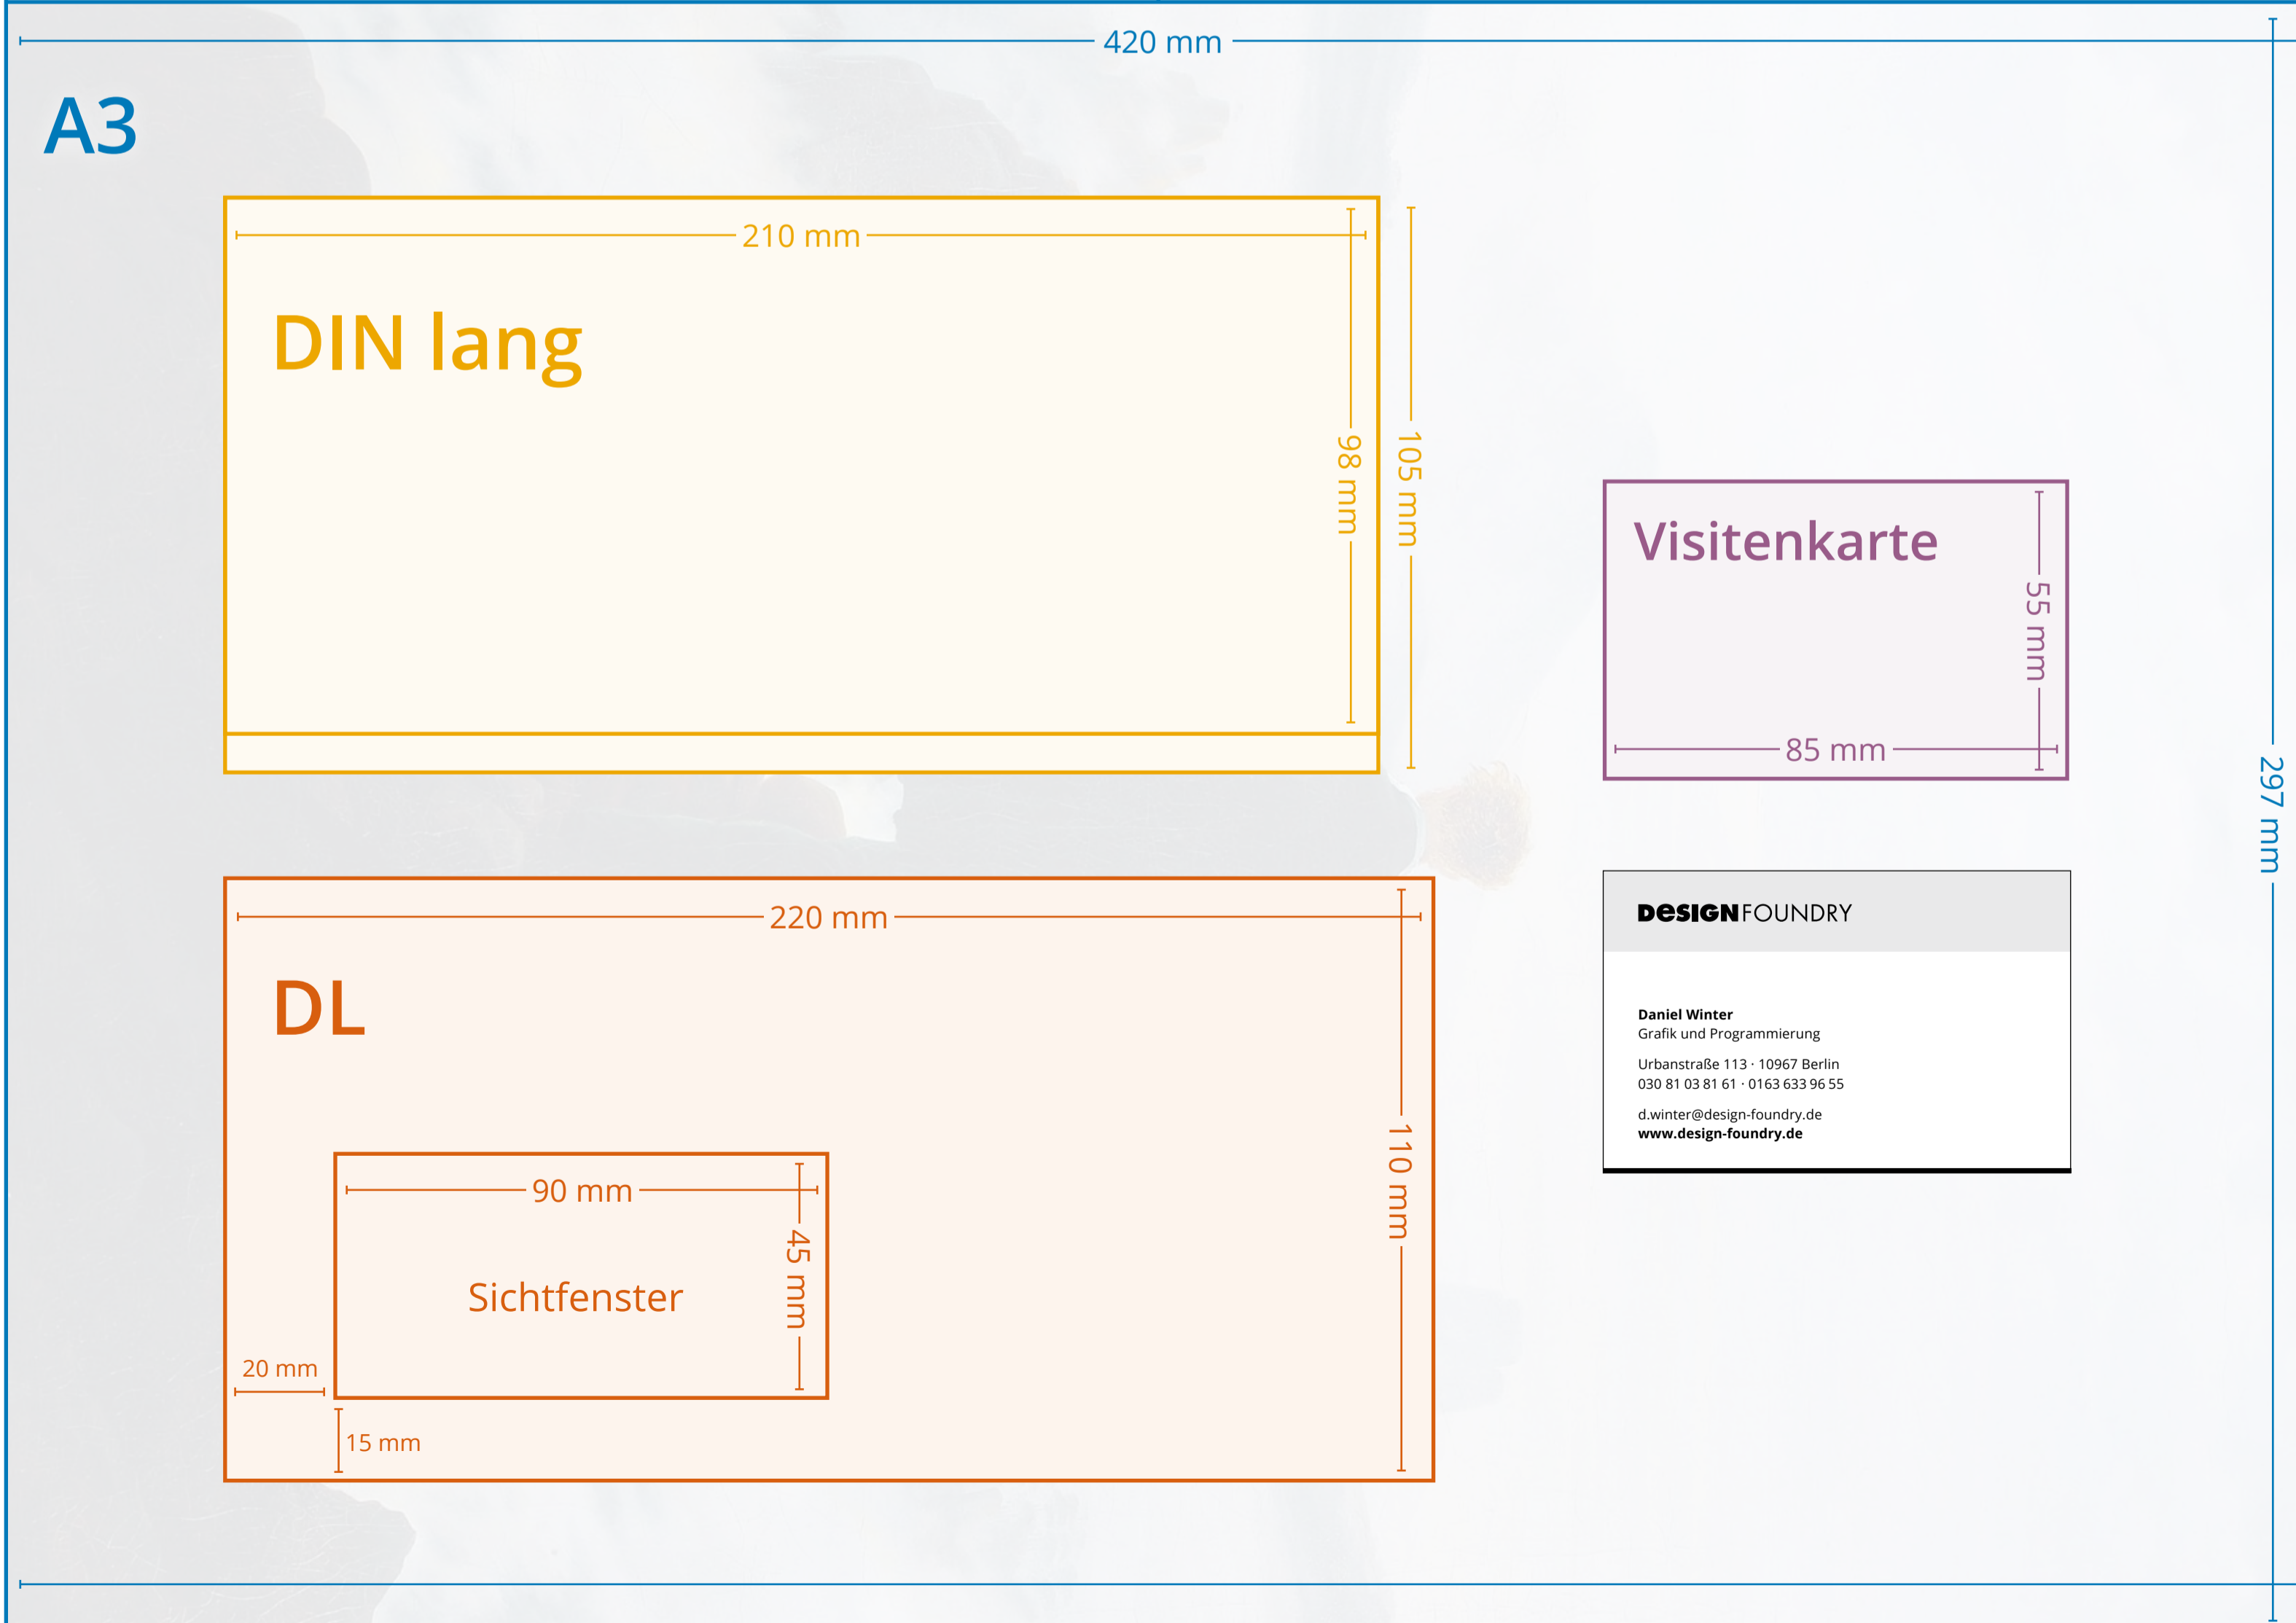 420 mm
A3
210 mm
DIN lang
98 mm
105 mm
Visitenkarte
55 mm
85 mm
297 mm
220 mm
DL
110 mm
90 mm
45 mm
Sichtfenster
20 mm
15 mm
DESIGNFOUNDRY
Daniel Winter
Grafik und Programmierung
Urbanstraße 113 · 10967 Berlin
030 81 03 81 61 · 0163 633 96 55
d.winter@design-foundry.de
www.design-foundry.de